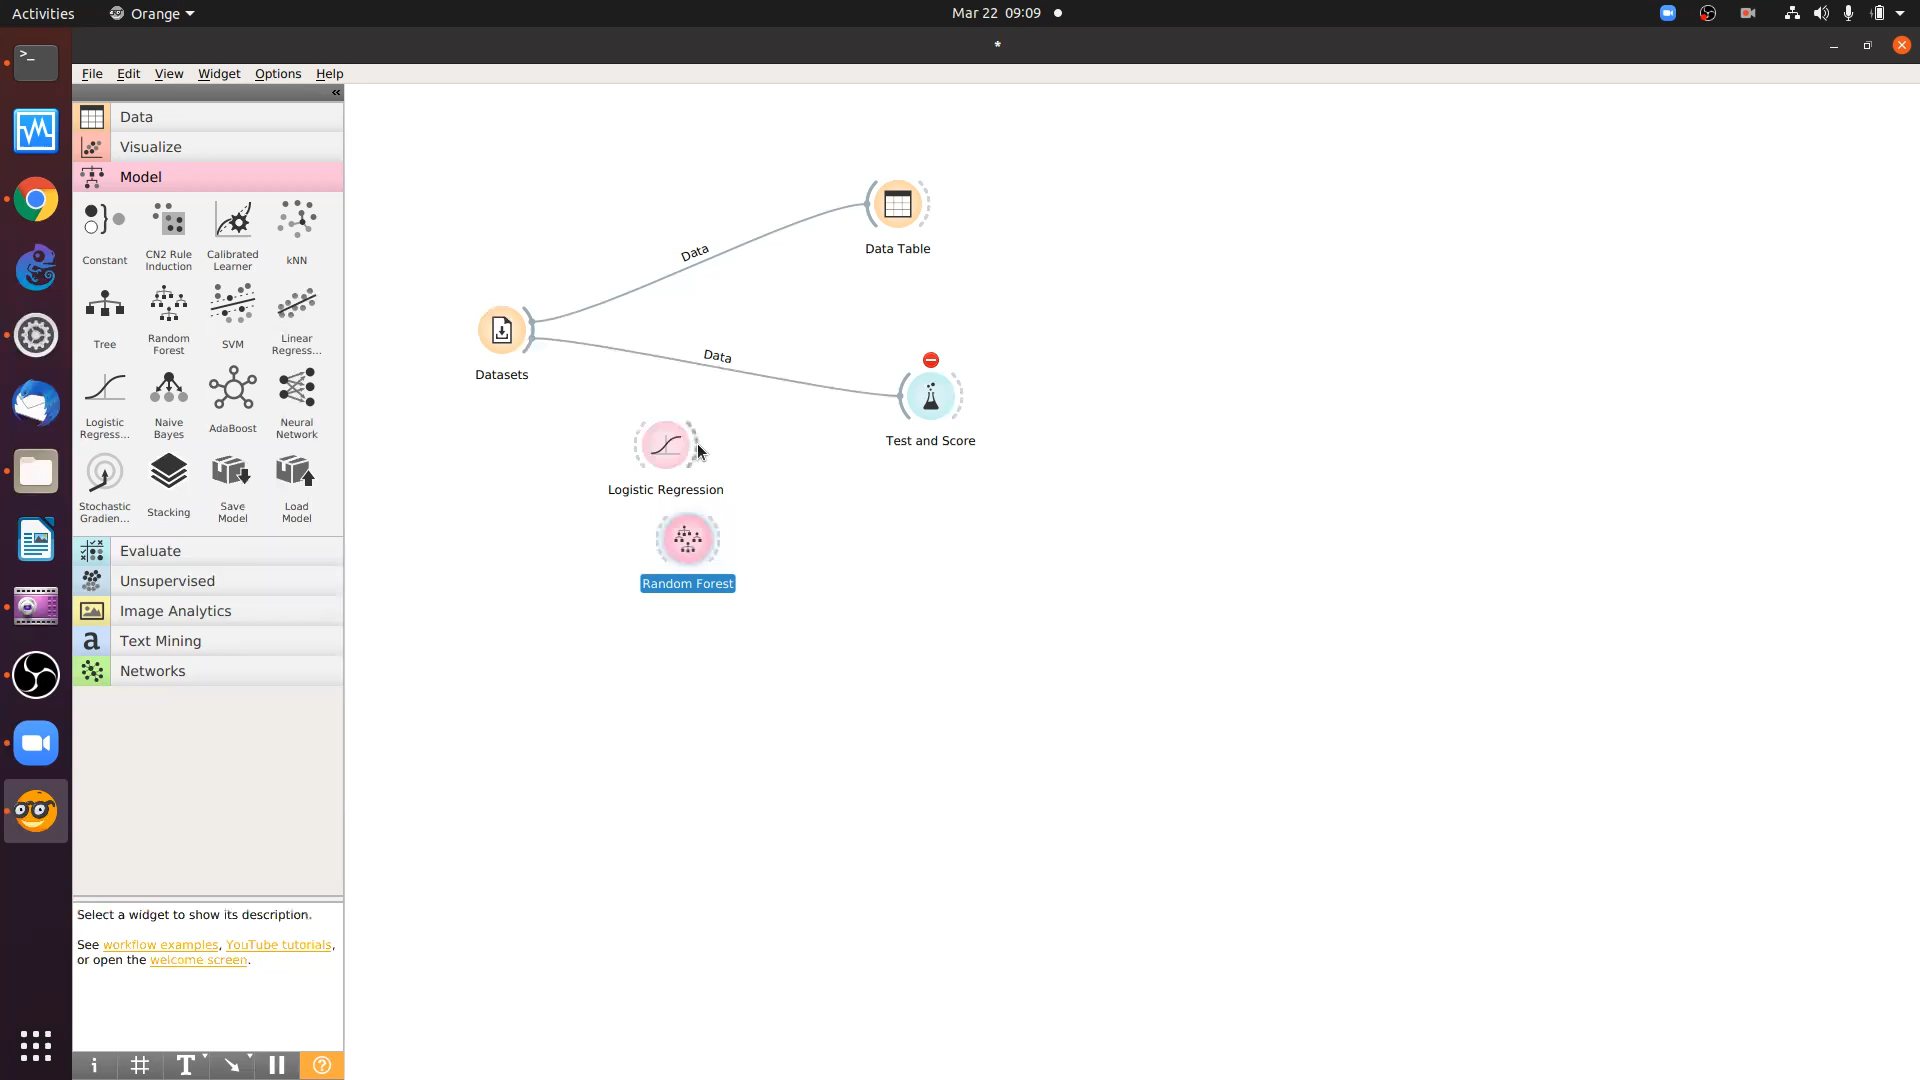 Activities
Orange
Mar 22 09:09
*
File Edit View Widget Options Help
«
Data
Visualize
Model
Constant
CN2 Rule
Induction
Calibrated
Learner
kNN
Tree
Random
Forest
SVM
Linear
Regress...
Logistic
Regress...
Naive
Bayes
AdaBoost
Neural
Network
Stochastic
Gradien...
Stacking
Save
Model
Load
Model
Evaluate
Unsupervised
Image Analytics
a Text Mining
Networks
Select a widget to show its description.
See workflow examples, YouTube tutorials,
or open the welcome screen.
Data
Data Table
Datasets
Data
Test and Score
Logistic Regression
Random Forest